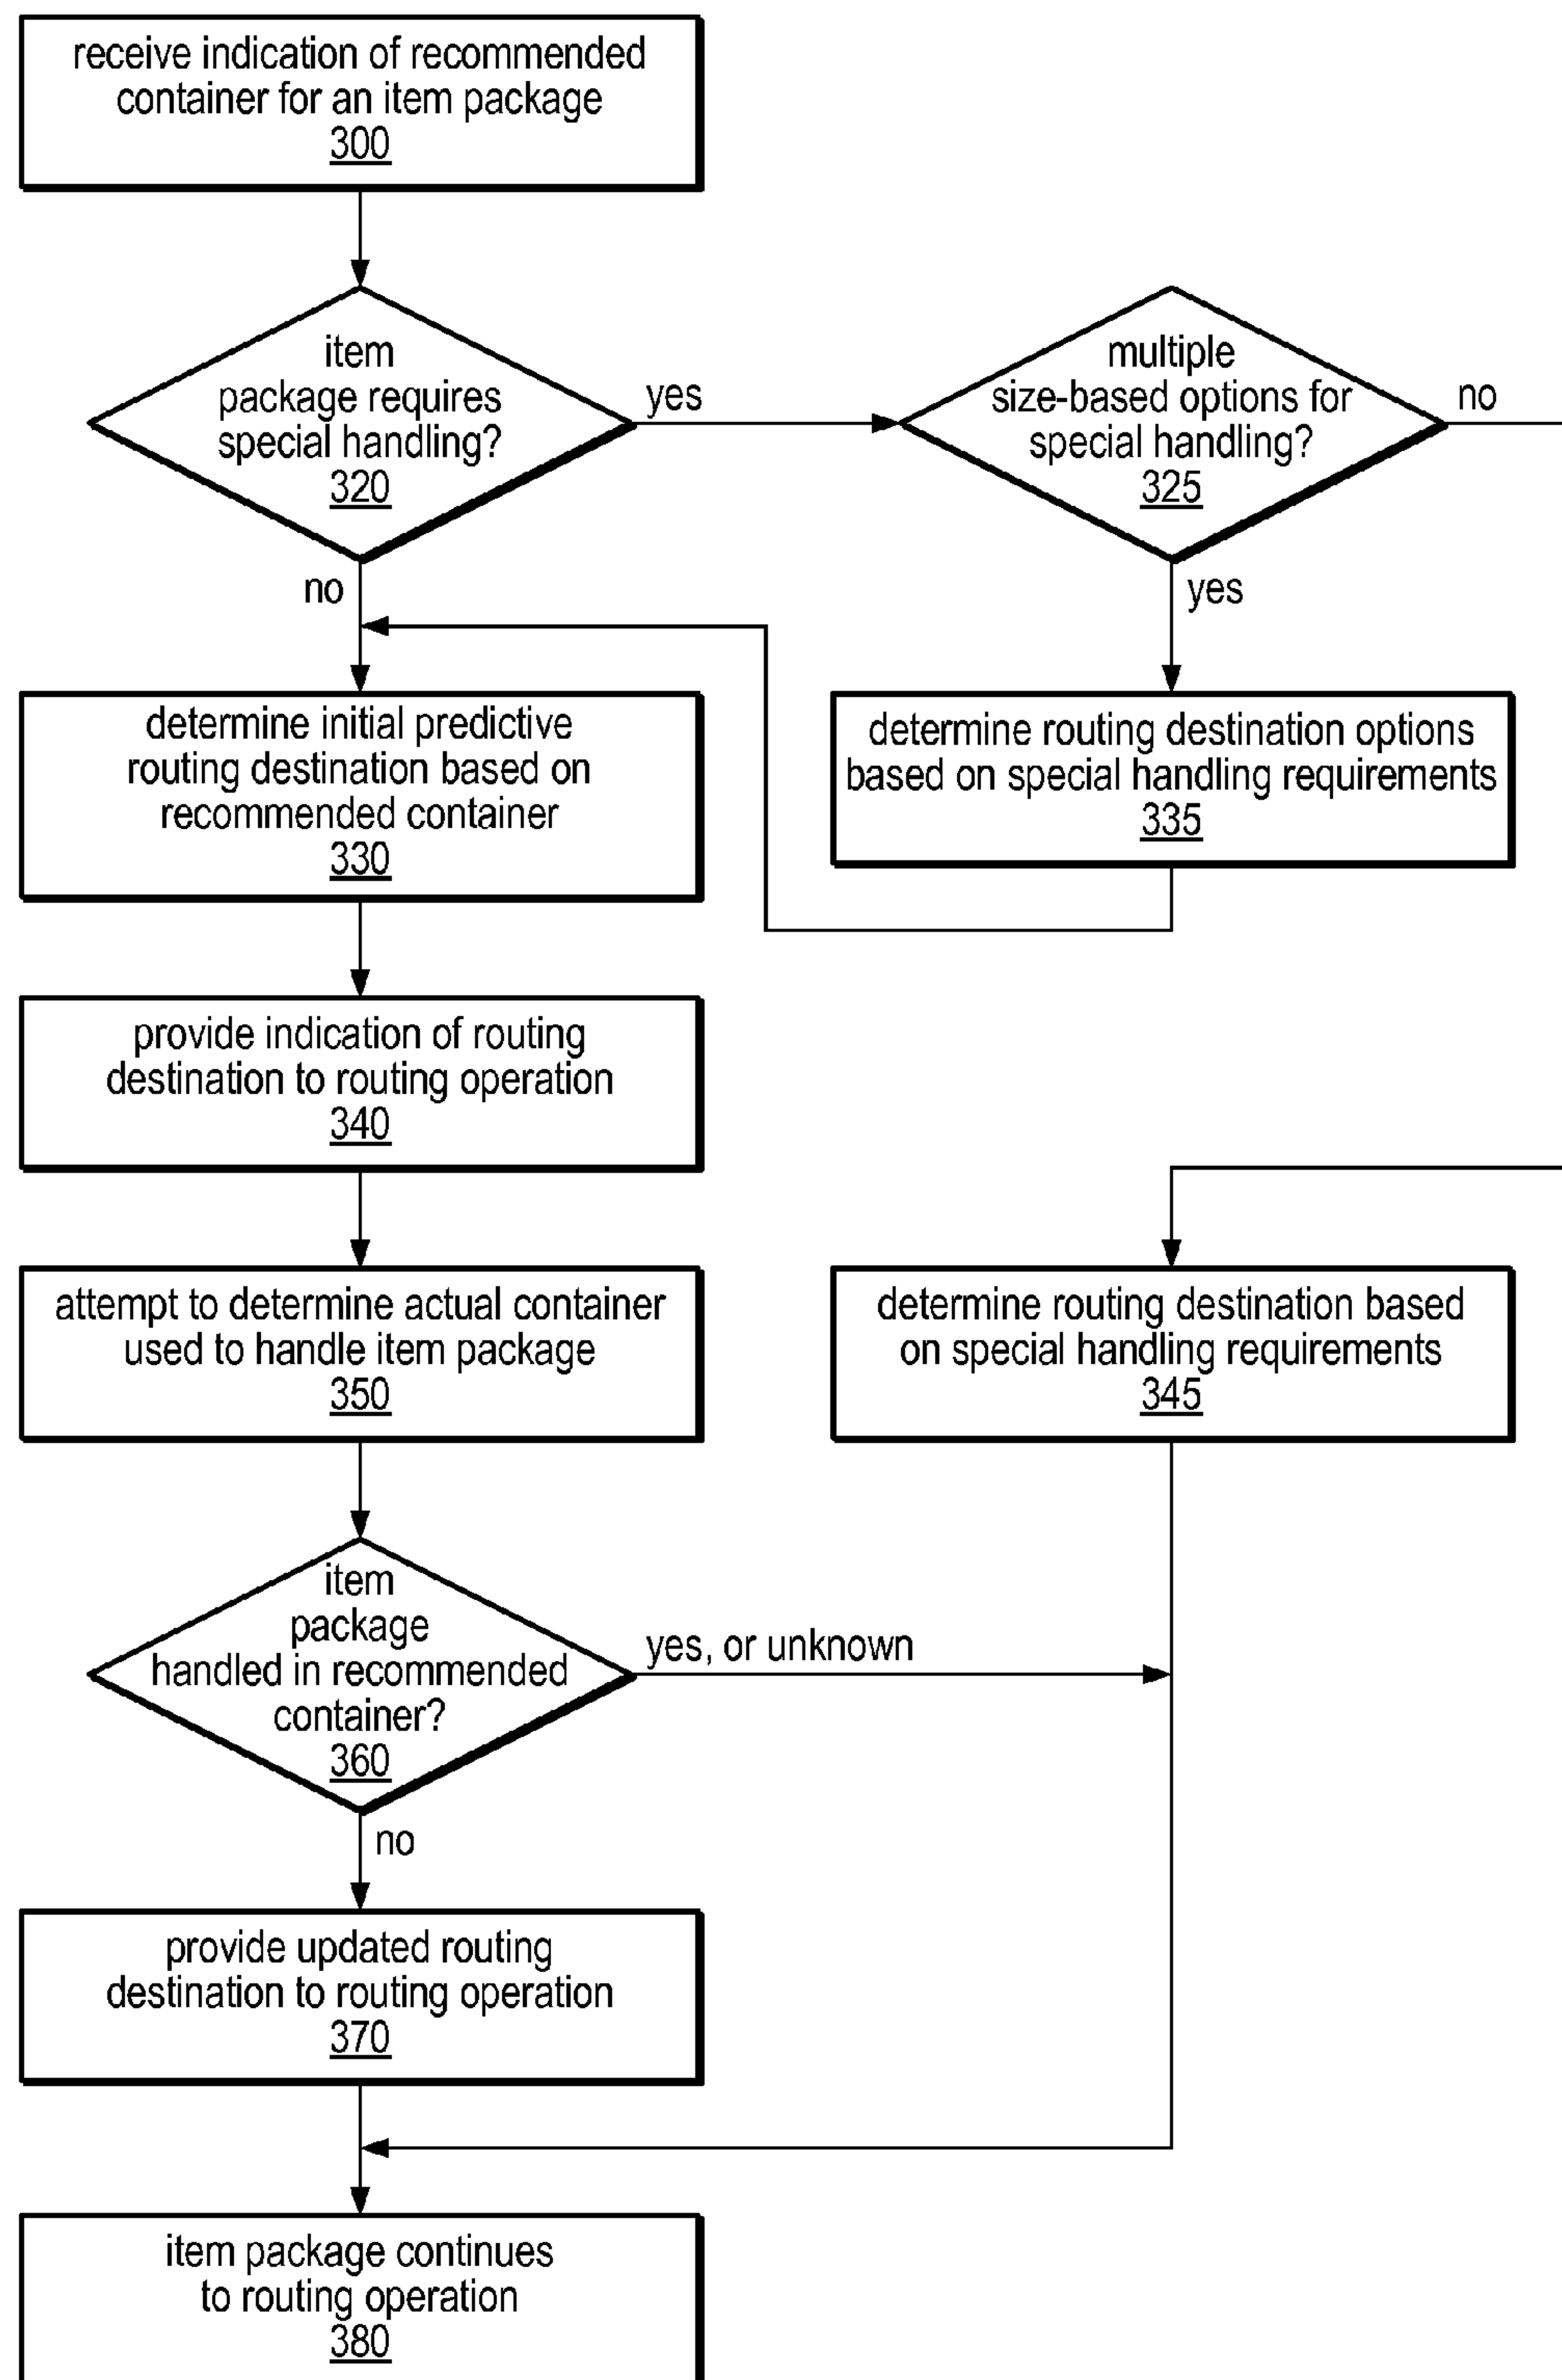 receive indication of recommended
container for an item package
300
item
package requires
special handling?
320
yes
multiple
size-based options for
special handling?
325
no
no
yes
determine initial predictive
routing destination based on
recommended container
330
determine routing destination options
based on special handling requirements
335
provide indication of routing
destination to routing operation
340
attempt to determine actual container
used to handle item package
350
determine routing destination based
on special handling requirements
345
item
package
handled in recommended
container?
360
yes, or unknown
no
provide updated routing
destination to routing operation
370
item package continues
to routing operation
380